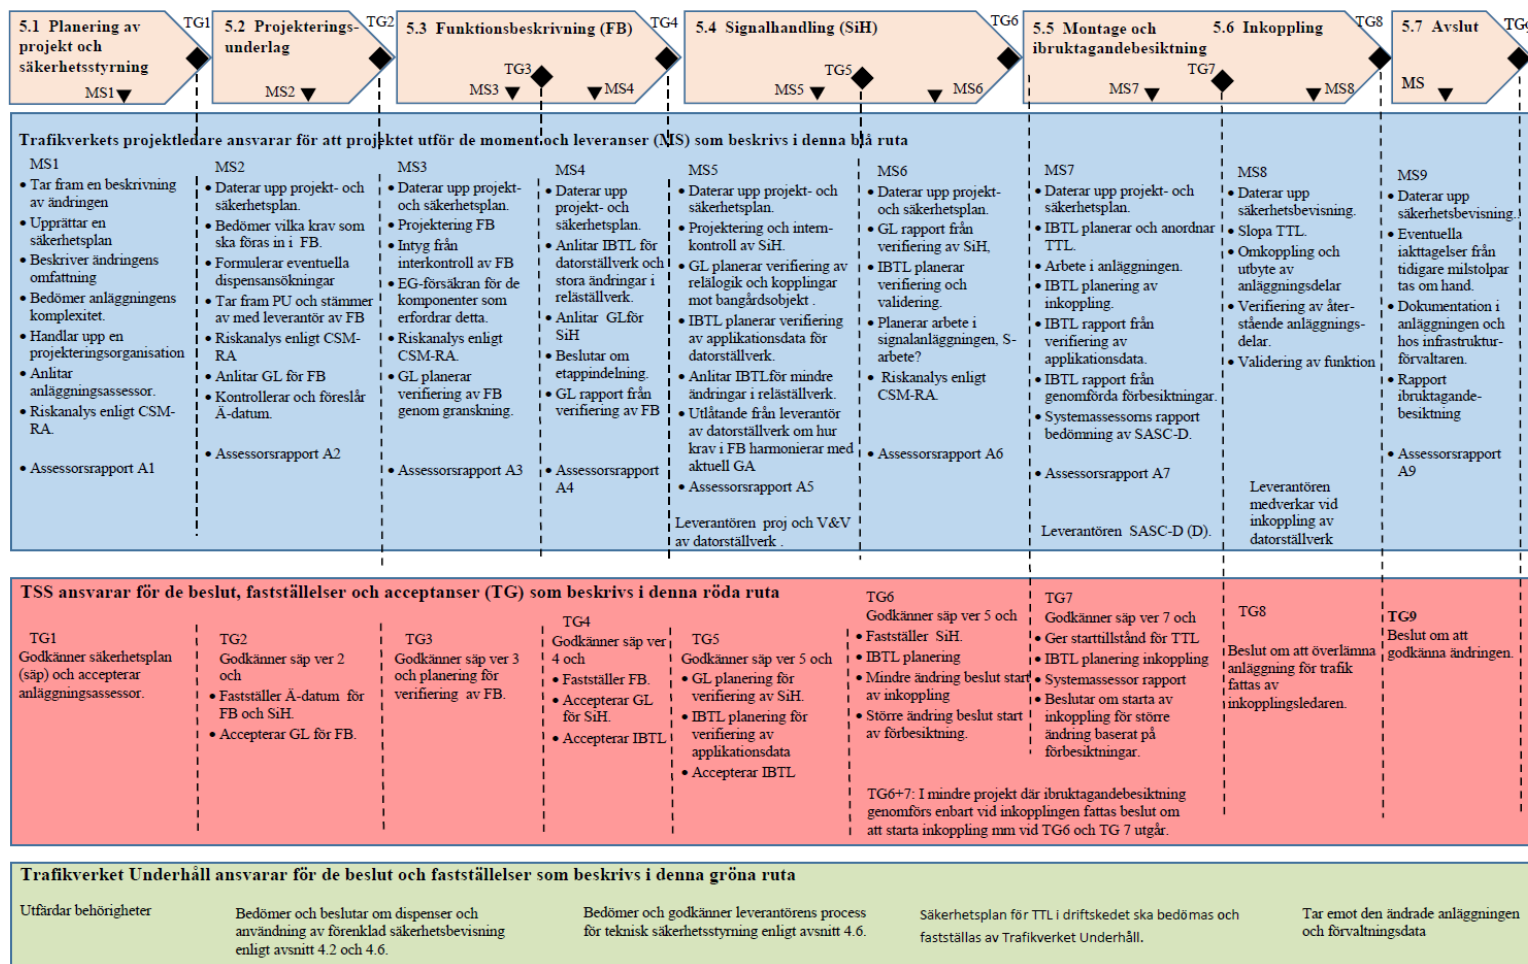 5.1 Planering av
projekt och
säkerhetsstyrning
MS1
TG1
5.2 Projekterings-
underlag
MS2
TG2
5.3 Funktionsbeskrivning (FB)
TG3
MS3
MS4
TG4
5.4 Signalhandling (SiH)
TG5
MS5
MS6
TG6
5.5 Montage och
ibruktagandebesiktning
TG7
MS7
5.6 Inkoppling
MS8
TG8
5.7 Avslut
MS
TG9
Trafikverkets projektledare ansvarar för att projektet utför de moment och leveranser (MS) som beskrivs i denna blå ruta
MS1
• Tar fram en beskrivning
av ändringen
• Upprättar en
säkerhetsplan
• Beskriver ändringens
omfattning
• Bedömer anläggningens
komplexitet.
• Handlar upp en
projekteringsorganisation
• Anlitar
anläggningsassessor.
• Riskanalys enligt CSM-
RA.
• Assessorsrapport A1
MS2
• Daterar upp projekt- och
säkerhetsplan.
• Bedömer vilka krav som
ska föras in i FB.
• Formulerar eventuella
dispensansökningar
• Tar fram PU och stämmer
av med leverantör av FB
• Riskanalys enligt CSM-
RA.
• Anlitar GL för FB
• Kontrollerar och föreslår
Ä-datum.
• Assessorsrapport A2
MS3
• Daterar upp projekt-
och säkerhetsplan.
• Projektering FB
• Intyg från
interkontroll av FB
• EG-försäkran för de
komponenter som
erfordrar detta.
• Riskanalys enligt
CSM-RA.
• GL planerar
verifiering av FB
genom granskning.
• Assessorsrapport A3
MS4
• Daterar upp
projekt- och
säkerhetsplan.
• Anlitar IBTL för
datorställverk och
stora ändringar i
reläställverk.
• Anlitar GLför
SiH
• Beslutar om
etappindelning.
• GL rapport från
verifiering av FB
• Assessorsrapport
A4
MS5
• Daterar upp projekt- och
säkerhetsplan.
• Projektering och intern-
kontroll av SiH.
• GL planerar verifiering av
relälogik och kopplingar
mot bangårdsobjekt .
• IBTL planerar verifiering
av applikationsdata för
datorställverk.
• Anlitar IBTLför mindre
ändringar i reläställverk.
• Utlåtande från leverantör
av datorställverk om hur
krav i FB harmonierar med
aktuell GA
• Assessorsrapport A5
Leverantören proj och V&V
av datorställverk .
MS6
• Daterar upp projekt-
och säkerhetsplan.
• GL rapport från
verifiering av SiH,
• IBTL planerar
verifiering och
validering.
• Planerar arbete i
signalanläggningen, S-
arbete?
• Riskanalys enligt
CSM-RA.
• Assessorsrapport A6
MS7
• Daterar upp projekt- och
säkerhetsplan.
• IBTL planerar och anordnar
TTL.
• Arbete i anläggningen.
• IBTL planering av
inkoppling.
• IBTL rapport från
verifiering av
applikationsdata.
• IBTL rapport från
genomförda förbesiktningar.
• Systemassessorns rapport
bedömning av SASC-D.
• Assessorsrapport A7
Leverantören SASC-D (D).
MS8
• Daterar upp
säkerhetsbevisning.
• Slopa TTL.
• Omkoppling och
utbyte av
anläggningsdelar
• Verifiering av åter-
stående anläggnings-
delar.
• Validering av funktion
Leverantören
medverkar vid
inkoppling av
datorställverk
MS9
• Daterar upp
säkerhetsbevisning.
• Eventuella
iakttagelser från
tidigare milstolpar
tas om hand.
• Dokumentation i
anläggningen och
hos infrastruktur-
förvaltaren.
• Rapport
ibruktagande-
besiktning
• Assessorsrapport
A9
TSS ansvarar för de beslut, fastställelser och acceptanser (TG) som beskrivs i denna röda ruta
TG1
Godkänner säkerhetsplan
(säp) och accepterar
anläggningsassessor.
TG2
Godkänner säp ver 2
och
• Fastställer Ä-datum för
FB och SiH.
• Accepterar GL för FB.
TG3
Godkänner säp ver 3
och planering för
verifiering av FB.
TG4
Godkänner säp ver
4 och
• Fastställer FB.
• Accepterar GL
för SiH.
• Accepterar IBTL
TG5
Godkänner säp ver 5 och
• GL planering för
verifiering av SiH.
• IBTL planering för
verifiering av
applikationsdata
• Accepterar IBTL
TG6
Godkänner säp ver 5 och
• Fastställer SiH.
• IBTL planering
• Mindre ändring beslut start
av inkoppling
• Större ändring beslut start
av förbesiktning.
TG7
Godkänner säp ver 7 och
• Ger starttillstånd för TTL
• IBTL planering inkoppling
• Systemassessor rapport
• Beslutar om starta av
inkoppling för större
ändring baserat på
förbesiktningar.
TG6+7: I mindre projekt där ibruktagandebesiktning
genomförs enbart vid inkopplingen fattas beslut om
att starta inkoppling mm vid TG6 och TG 7 utgår.
TG8
Beslut om att överlämna
anläggning för trafik
fattas av
inkopplingsledaren.
TG9
Beslut om att
godkänna ändringen.
Trafikverket Underhåll ansvarar för de beslut och fastställelser som beskrivs i denna gröna ruta
Utfärdar behörigheter
Bedömer och beslutar om dispenser och
användning av förenklad säkerhetsbevisning
enligt avsnitt 4.2 och 4.6.
Bedömer och godkänner leverantörens process
för teknisk säkerhetsstyrning enligt avsnitt 4.6.
Säkerhetsplan för TTL i driftskedet ska bedömas och
fastställas av Trafikverket Underhåll.
Tar emot den ändrade anläggningen
och förvaltningsdata